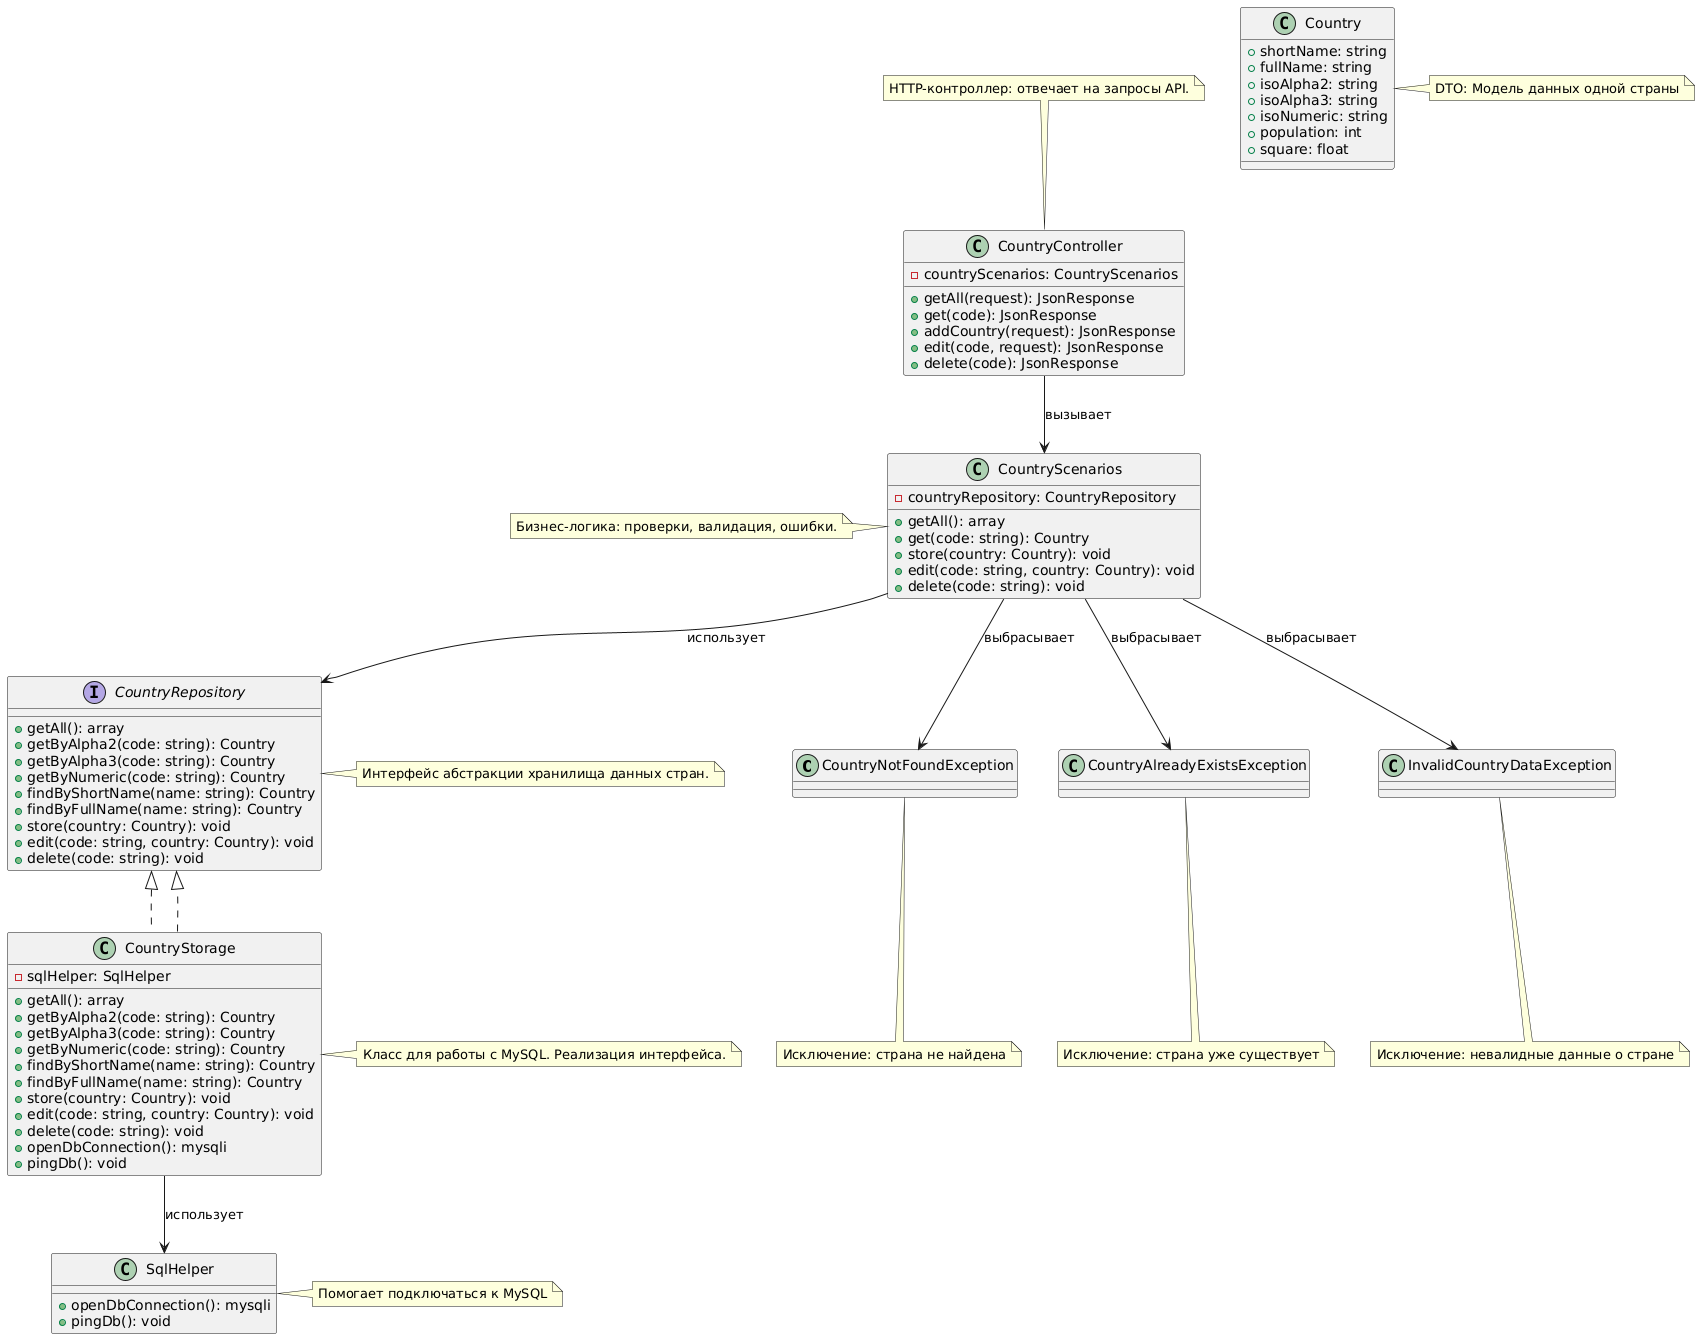 Country
shortName: string
fullName: string
isoAlpha2: string
isoAlpha3: string
isoNumeric: string
population: int
square: float
DTO: Модель данных одной страны
HTTP-контроллер: отвечает на запросы API.
CountryController
countryScenarios: CountryScenarios
getAll(request): JsonResponse
get(code): JsonResponse
addCountry(request): JsonResponse
edit(code, request): JsonResponse
delete(code): JsonResponse
вызывает
CountryScenarios
countryRepository: CountryRepository
getAll(): array
get(code: string): Country
store(country: Country): void
edit(code: string, country: Country): void
delete(code: string): void
Бизнес-логика: проверки, валидация, ошибки.
использует
выбрасывает
выбрасывает
выбрасывает
CountryRepository
getAll(): array
getByAlpha2(code: string): Country
getByAlpha3(code: string): Country
getByNumeric(code: string): Country
findByShortName(name: string): Country
findByFullName(name: string): Country
store(country: Country): void
edit(code: string, country: Country): void
delete(code: string): void
Интерфейс абстракции хранилища данных стран.
CountryNotFoundException
CountryAlreadyExistsException
InvalidCountryDataException
CountryStorage
sqlHelper: SqlHelper
getAll(): array
getByAlpha2(code: string): Country
getByAlpha3(code: string): Country
getByNumeric(code: string): Country
findByShortName(name: string): Country
findByFullName(name: string): Country
store(country: Country): void
edit(code: string, country: Country): void
delete(code: string): void
openDbConnection(): mysqli
pingDb(): void
Класс для работы с MySQL. Реализация интерфейса.
Исключение: страна не найдена
Исключение: страна уже существует
Исключение: невалидные данные о стране
использует
SqlHelper
openDbConnection(): mysqli
pingDb(): void
Помогает подключаться к MySQL